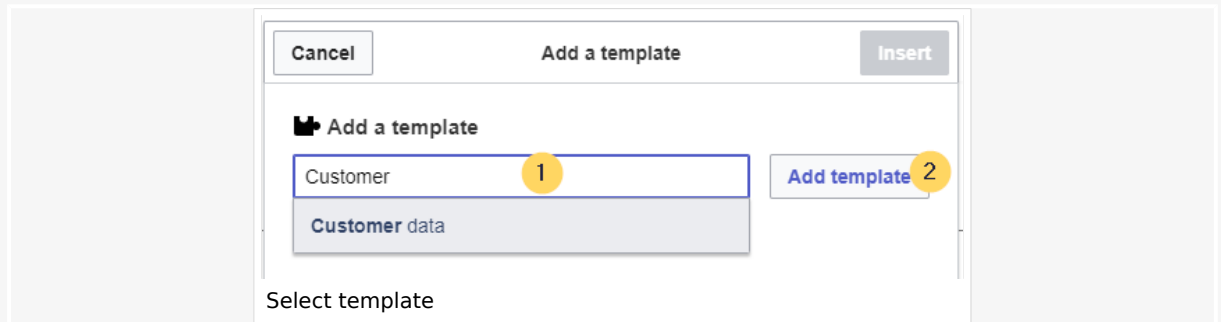 Cancel Add a template Insert
Add a template
Customer 1 Add template 2
Customer data
Select template